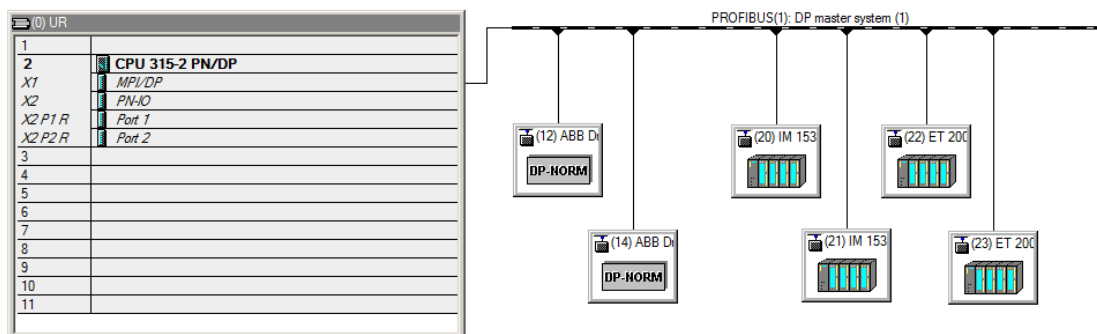 (0) UR
1
2 CPU 315-2 PN/DP
X1 MPI/DP
X2 PN-IO
X2 P1 R Port 1
X2 P2 R Port 2
3
4
5
6
7
8
9
10
11
PROFIBUS(1): DP master system (1)
(12) ABB Dr
DP-NORM
(20) IM 153
(22) ET 200
(14) ABB Dr
DP-NORM
(21) IM 153
(23) ET 200